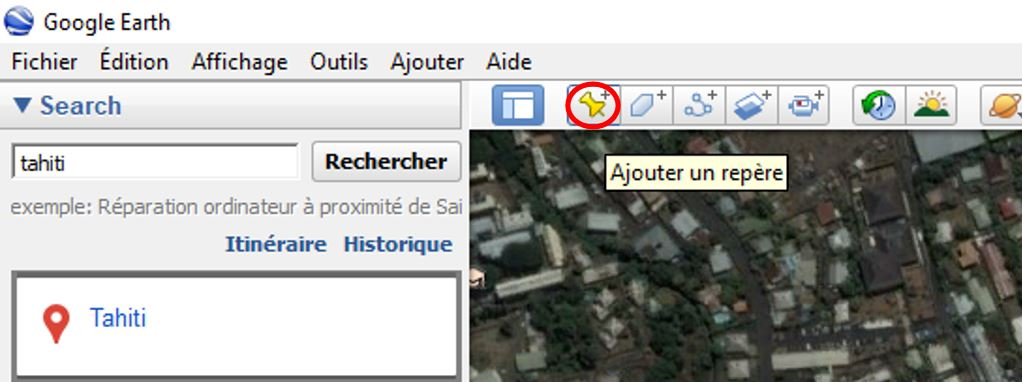 Google Earth
Fichier Édition Affichage Outils Ajouter Aide
Search
tahiti Rechercher
Ajouter un repère
exemple: Réparation ordinateur à proximité de Sai
Itinéraire Historique
Tahiti